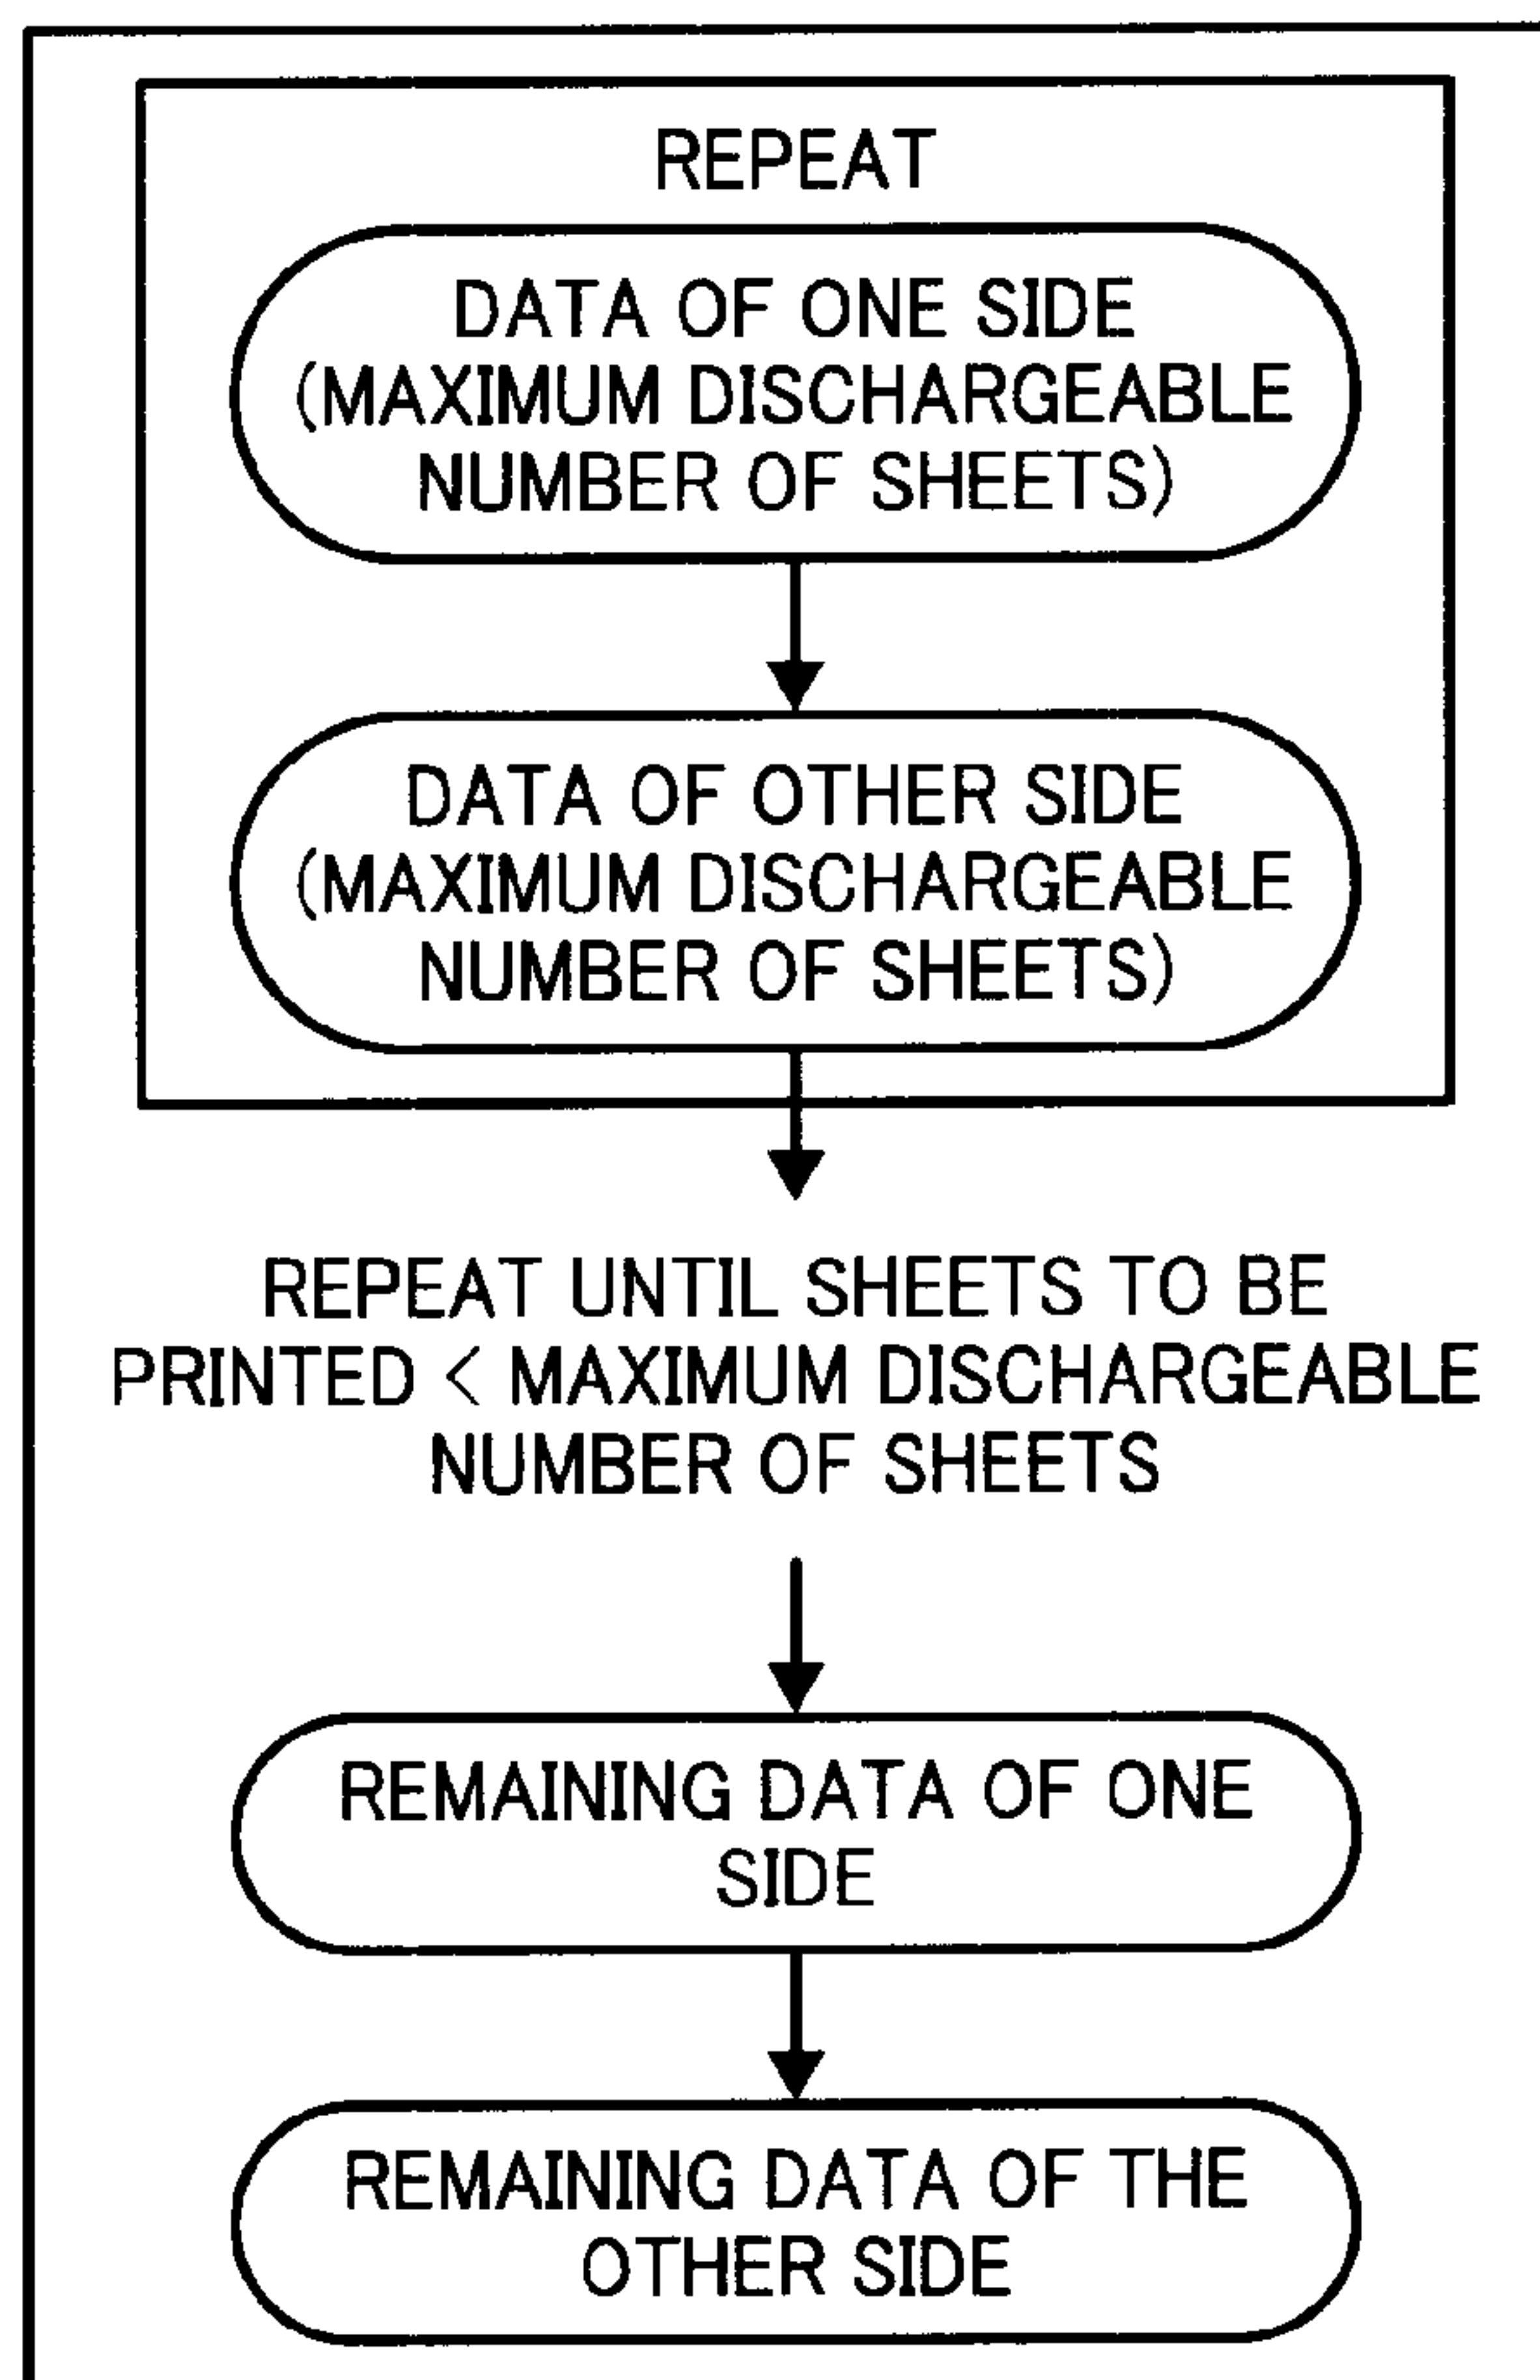 REPEAT
DATA OF ONE SIDE
(MAXIMUM DISCHARGEABLE
NUMBER OF SHEETS)
DATA OF OTHER SIDE
(MAXIMUM DISCHARGEABLE
NUMBER OF SHEETS)
REPEAT UNTIL SHEETS TO BE
PRINTED < MAXIMUM DISCHARGEABLE
NUMBER OF SHEETS
REMAINING DATA OF ONE
SIDE
REMAINING DATA OF THE
OTHER SIDE